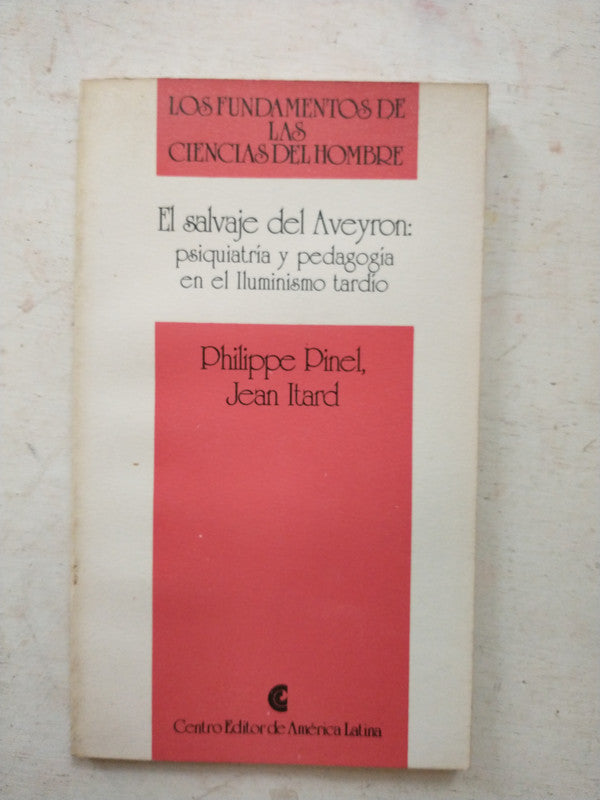 LOS FUNDAMENTOS DE
LAS
CIENCIAS DEL HOMBRE
El salvaje del Aveyron:
psiquiatría y pedagogía
en el Iluminismo tardío
Philippe Pinel,
Jean Itard
Centro Editor de América Latina